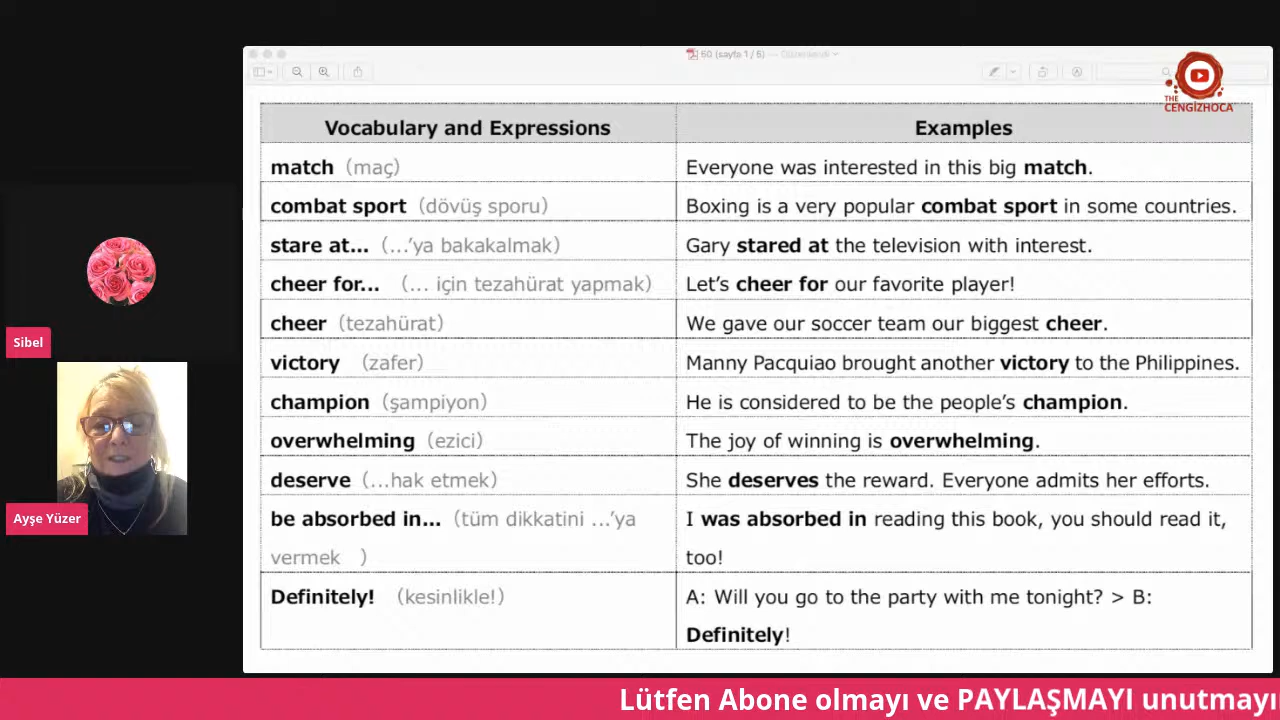 50 (sayfa 1 / 5) — Düzenlendi
THE
CENGİZHOCA
Vocabulary and Expressions
Examples
match (maç)
Everyone was interested in this big match.
combat sport (dövüş sporu)
Boxing is a very popular combat sport in some countries.
stare at... (...’ya bakakalmak)
Gary stared at the television with interest.
cheer for... (... için tezahürat yapmak)
Let’s cheer for our favorite player!
cheer (tezahürat)
We gave our soccer team our biggest cheer.
victory (zafer)
Manny Pacquiao brought another victory to the Philippines.
champion (şampiyon)
He is considered to be the people’s champion.
overwhelming (ezici)
The joy of winning is overwhelming.
deserve (...hak etmek)
She deserves the reward. Everyone admits her efforts.
be absorbed in... (tüm dikkatini ...’ya
vermek )
I was absorbed in reading this book, you should read it,
too!
Definitely! (kesinlikle!)
A: Will you go to the party with me tonight? > B:
Definitely!
Sibel
Ayşe Yüzer
Lütfen Abone olmayı ve PAYLAŞMAYI unutmayı